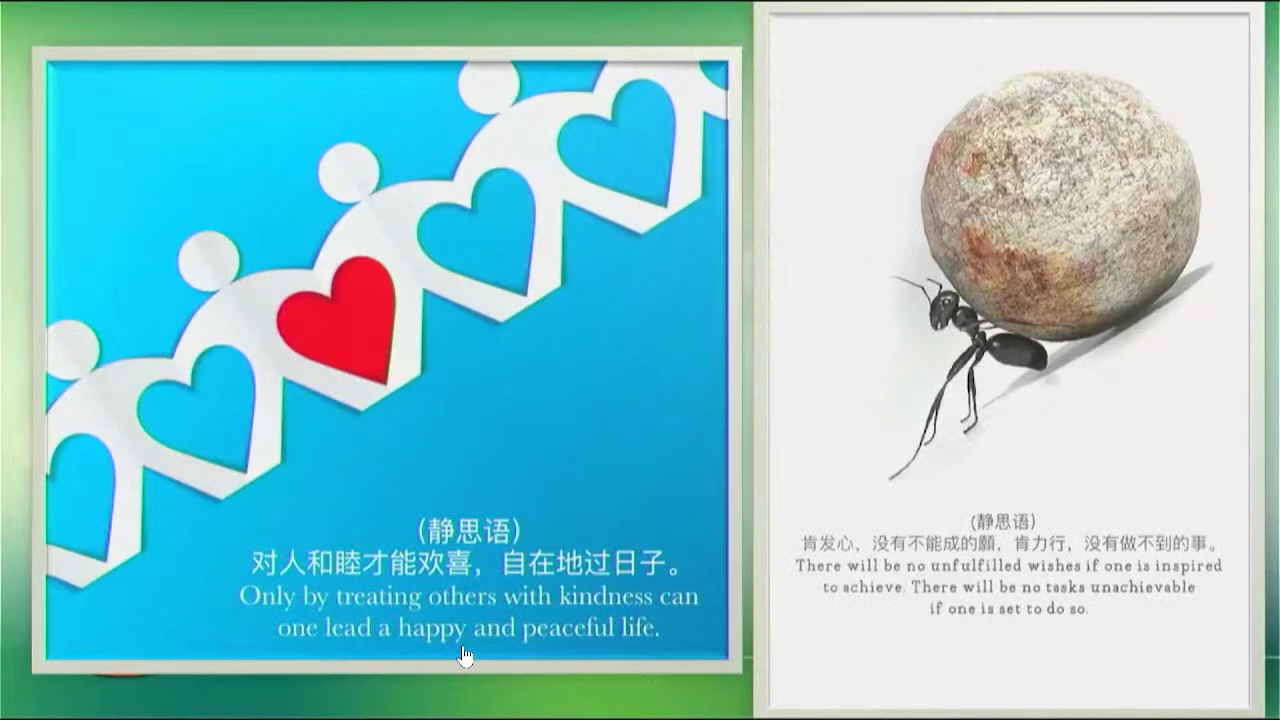 (静思语)
对人和睦才能欢喜，自在地过日子。
Only by treating others with kindness can
one lead a happy and peaceful life.
(静思语)
肯发心，没有不能成的願，肯力行，没有做不到的事。
There will be no unfulfilled wishes if one is inspired
to achieve. There will be no tasks unachievable
if one is set to do so.